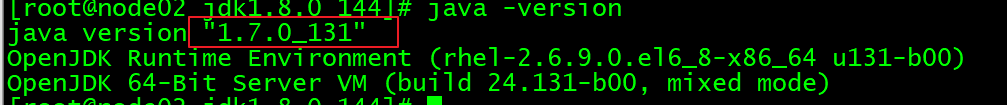 [root@node02 jdk1.8.0_144]# java -version
java version "1.7.0_131"
OpenJDK Runtime Environment (rhel-2.6.9.0.el6_8-x86_64 u131-b00)
OpenJDK 64-Bit Server VM (build 24.131-b00, mixed mode)
[root@node02 jdk1.8.0_144]#